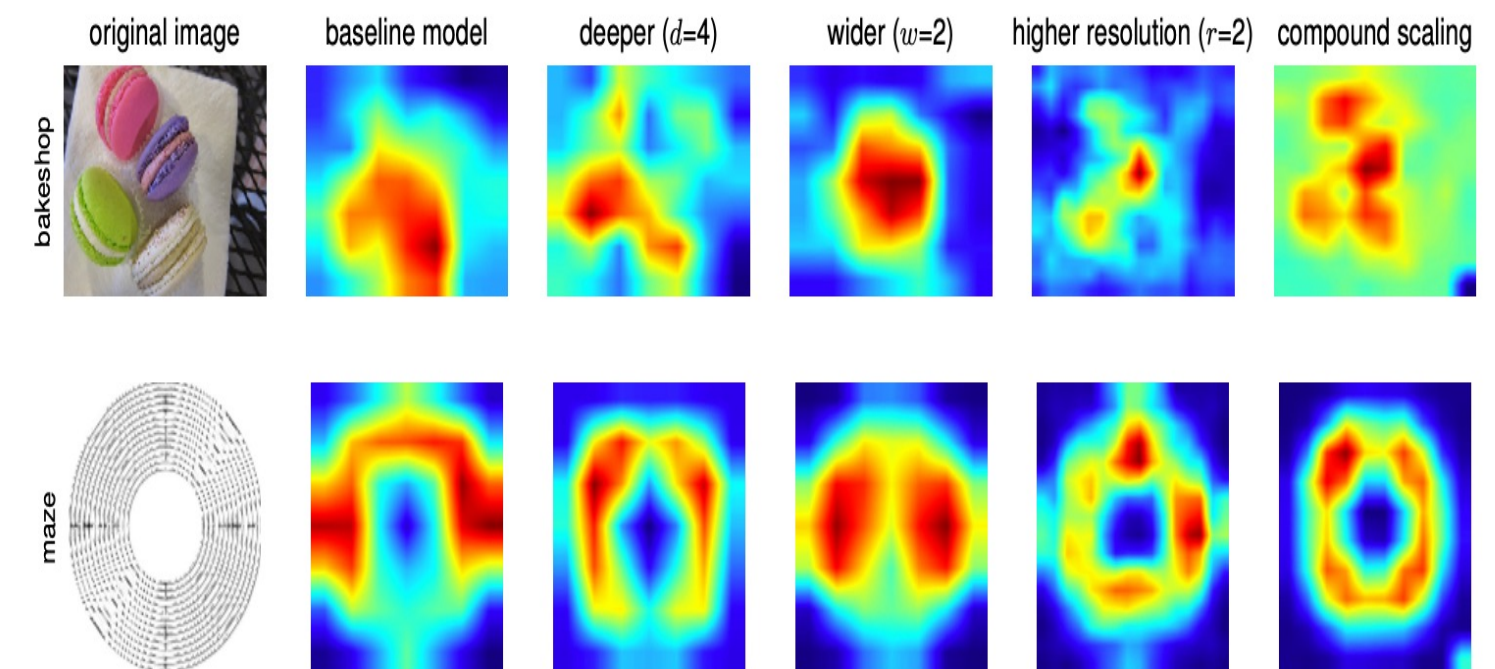 original image baseline model deeper (d=4) wider (w=2) higher resolution (r=2) compound scaling
bakeshop
maze